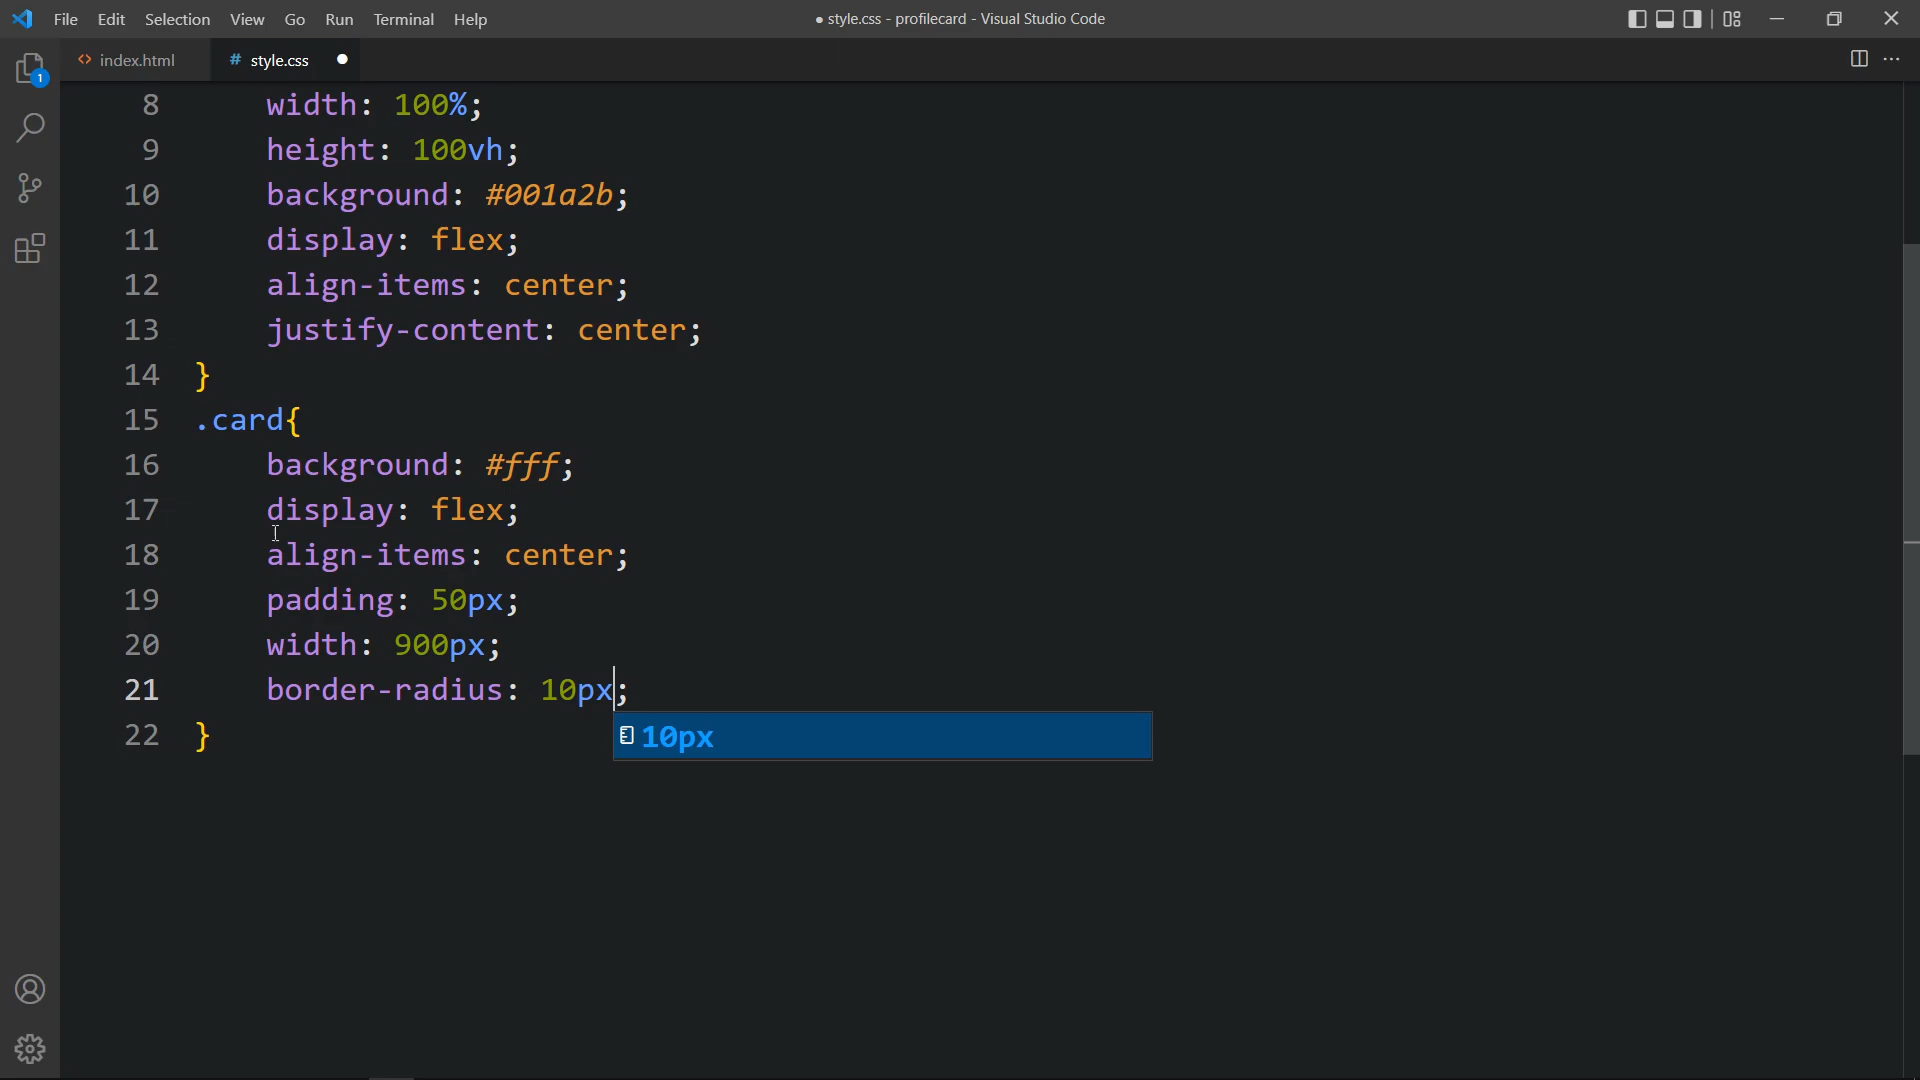 File Edit Selection View Go Run Terminal Help
● style.css - profilecard - Visual Studio Code
<> index.html
# style.css ●
1
8 width: 100%;
9 height: 100vh;
10 background: #001a2b;
11 display: flex;
12 align-items: center;
13 justify-content: center;
14 }
15 .card{
16 background: #fff;
17 display: flex;
18 align-items: center;
19 padding: 50px;
20 width: 900px;
21 border-radius: 10px;
22 }
10px